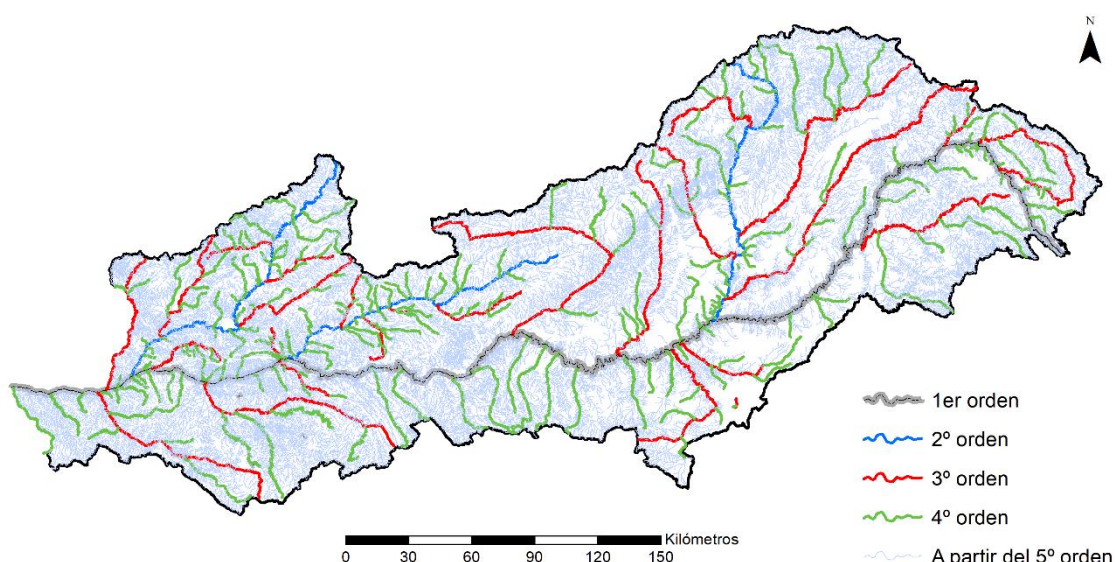 N
1er orden
2º orden
3º orden
4º orden
A partir del 5º orden
Kilómetros
0 30 60 90 120 150